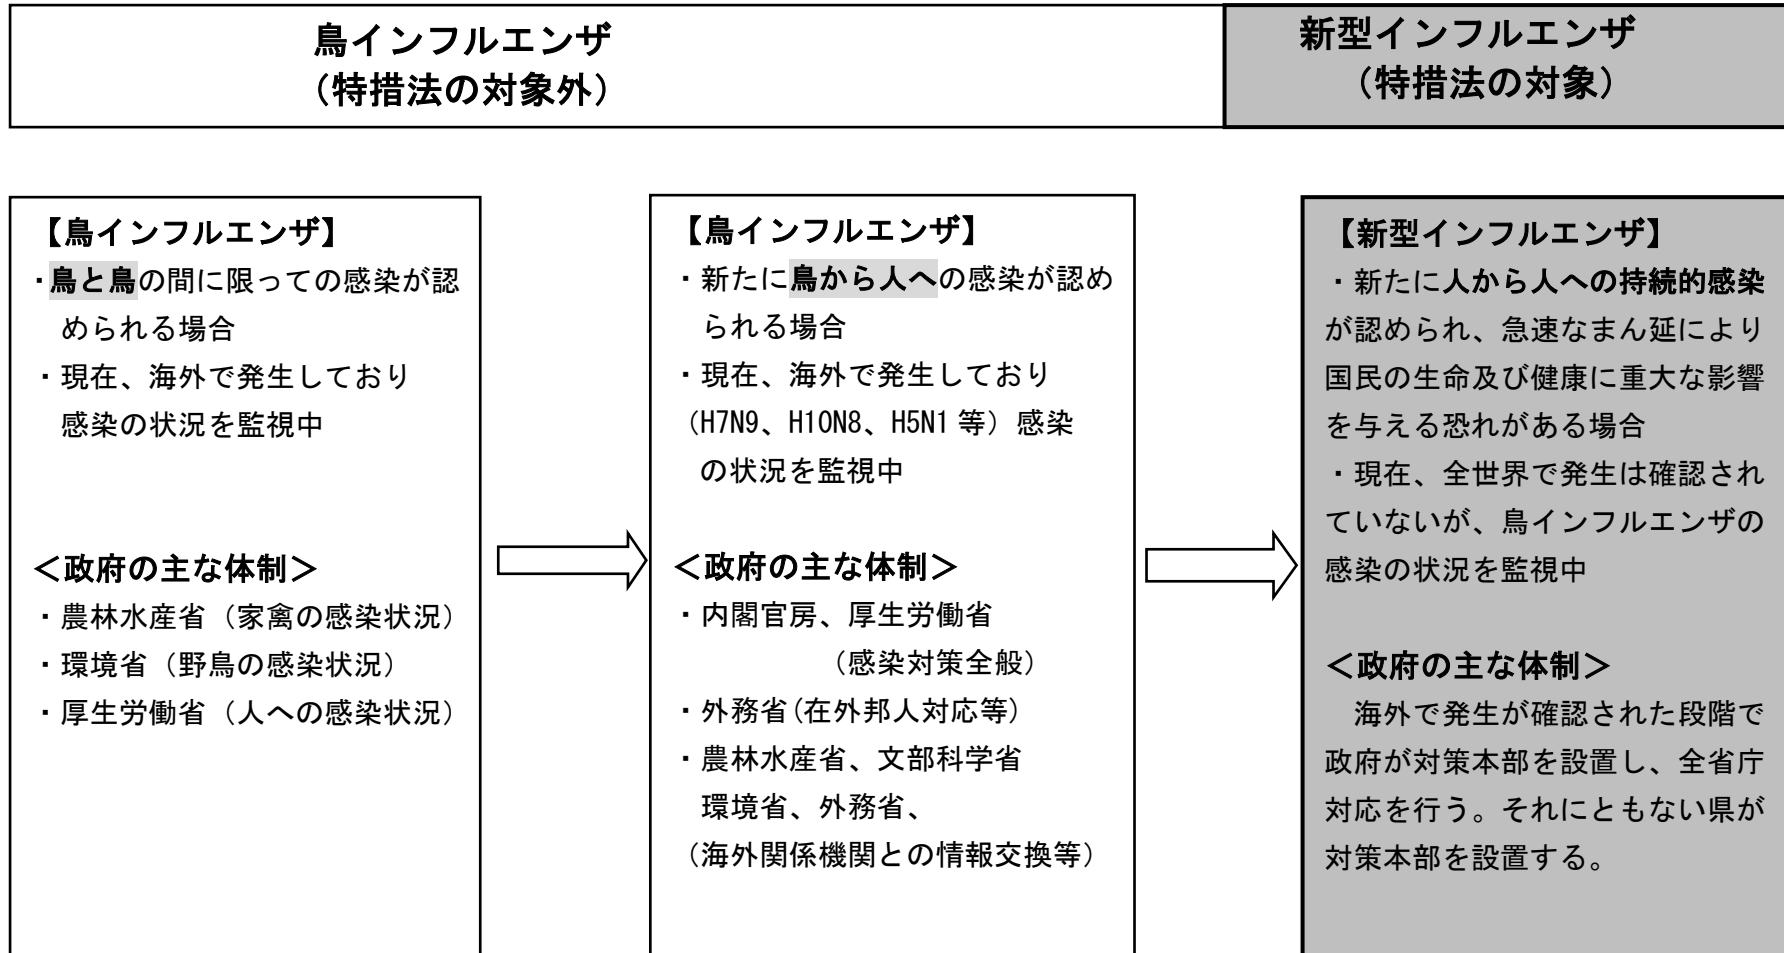 鳥インフルエンザ
(特措法の対象外)
新型インフルエンザ
(特措法の対象)
【鳥インフルエンザ】
・鳥と鳥の間に限っての感染が認
められる場合
・現在、海外で発生しており
感染の状況を監視中
<政府の主な体制>
・農林水産省(家禽の感染状況)
・環境省(野鳥の感染状況)
・厚生労働省(人への感染状況)
【鳥インフルエンザ】
・新たに鳥から人への感染が認め
られる場合
・現在、海外で発生しており
(H7N9、H10N8、H5N1 等)感染
の状況を監視中
<政府の主な体制>
・内閣官房、厚生労働省
(感染対策全般)
・外務省(在外邦人対応等)
・農林水産省、文部科学省
環境省、外務省、
(海外関係機関との情報交換等)
【新型インフルエンザ】
・新たに人から人への持続的感染
が認められ、急速なまん延により
国民の生命及び健康に重大な影響
を与える恐れがある場合
・現在、全世界で発生は確認され
ていないが、鳥インフルエンザの
感染の状況を監視中
<政府の主な体制>
海外で発生が確認された段階で
政府が対策本部を設置し、全省庁
対応を行う。それにともない県が
対策本部を設置する。